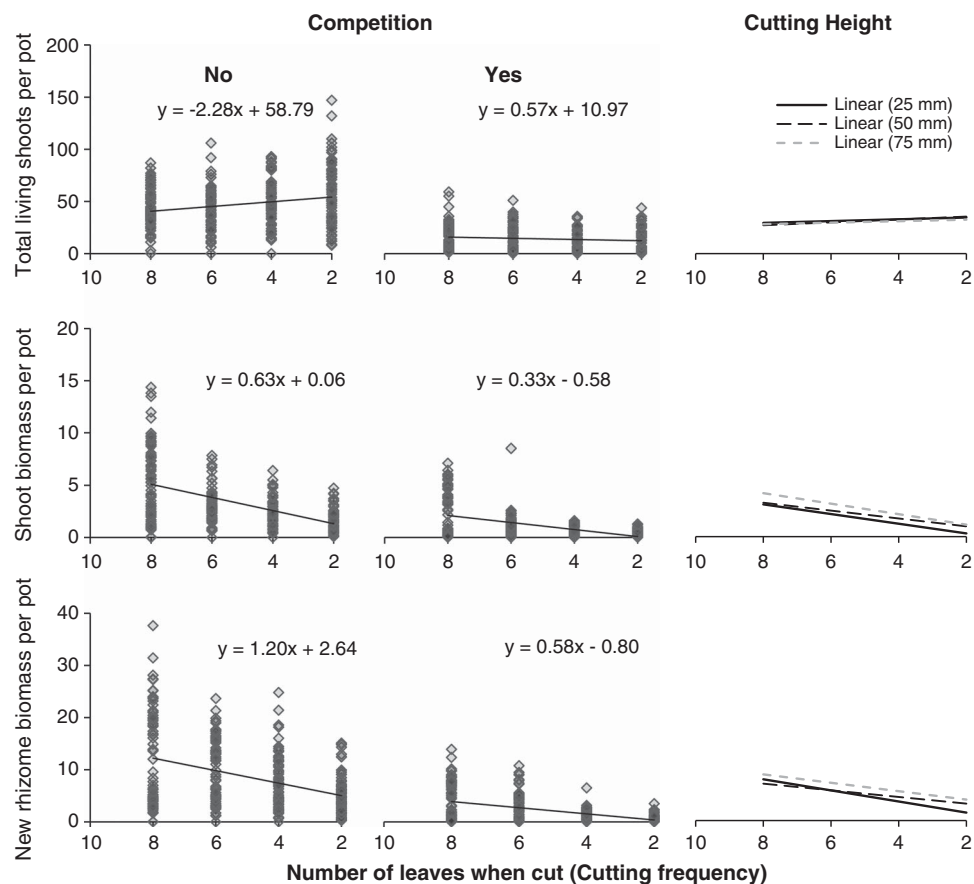 Competition
Cutting Height
Total living shoots per pot
200
150
100
50
0
No
y = -2.28x + 58.79
Yes
y = 0.57x + 10.97
Linear (25 mm)
Linear (50 mm)
Linear (75 mm)
10 8 6 4 2
10 8 6 4 2
10 8 6 4 2
Shoot biomass per pot
20
15
10
5
0
y = 0.63x + 0.06
y = 0.33x - 0.58
10 8 6 4 2
10 8 6 4 2
10 8 6 4 2
New rhizome biomass per pot
40
30
20
10
0
y = 1.20x + 2.64
y = 0.58x - 0.80
10 8 6 4 2
10 8 6 4 2
10 8 6 4 2
Number of leaves when cut (Cutting frequency)